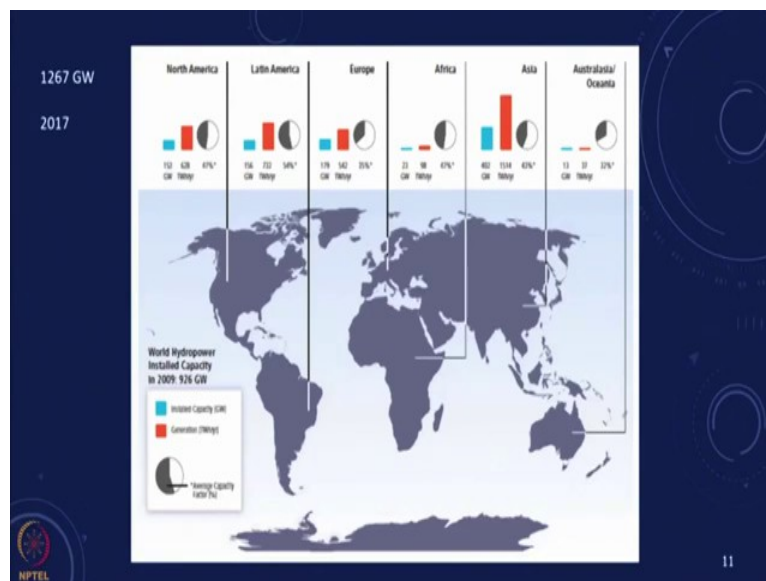 1267 GW
2017
North America
Latin America
Europe
Africa
Asia
Australasia/
Oceania
152 628 47%*
GW TWh/yr
156 732 54%*
GW TWh/yr
179 542 35%*
GW TWh/yr
23 98 47%*
GW TWh/yr
402 1514 43%*
GW TWh/yr
13 37 32%*
GW TWh/yr
World Hydropower
Installed Capacity
In 2009: 926 GW
Installed Capacity (GW)
Generation (TWh/yr)
*Average Capacity
Factor (%)
NPTEL
11